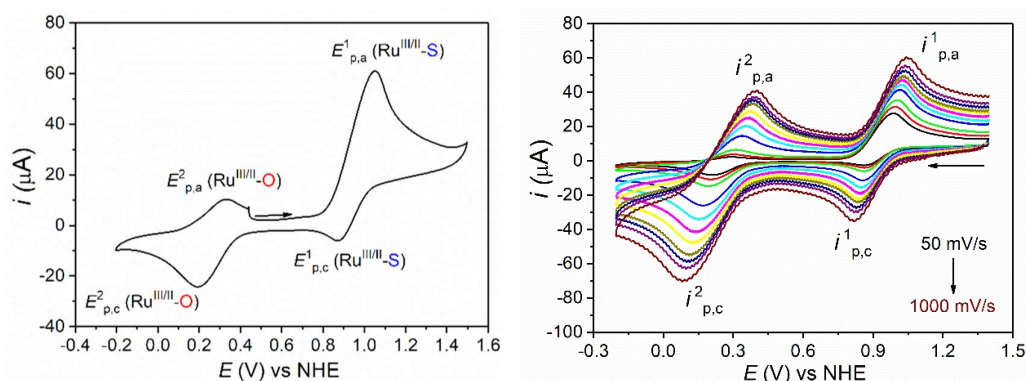 80
60
40
20
0
-20
-40
i (µA)
E¹p,a (Ruᴵᴵᴵ/ᴵᴵ-S)
E²p,a (Ruᴵᴵᴵ/ᴵᴵ-O)
E¹p,c (Ruᴵᴵᴵ/ᴵᴵ-S)
E²p,c (Ruᴵᴵᴵ/ᴵᴵ-O)
-0.3 0.0 0.2 0.4 0.6 0.8 1.0 1.2 1.4 1.6
E (V) vs NHE
80
60
40
20
0
-20
-40
-60
-80
-100
i (µA)
i¹p,a
i²p,a
i¹p,c
50 mV/s
1000 mV/s
i²p,c
-0.3 0.0 0.3 0.6 0.9 1.2 1.5
E (V) vs NHE